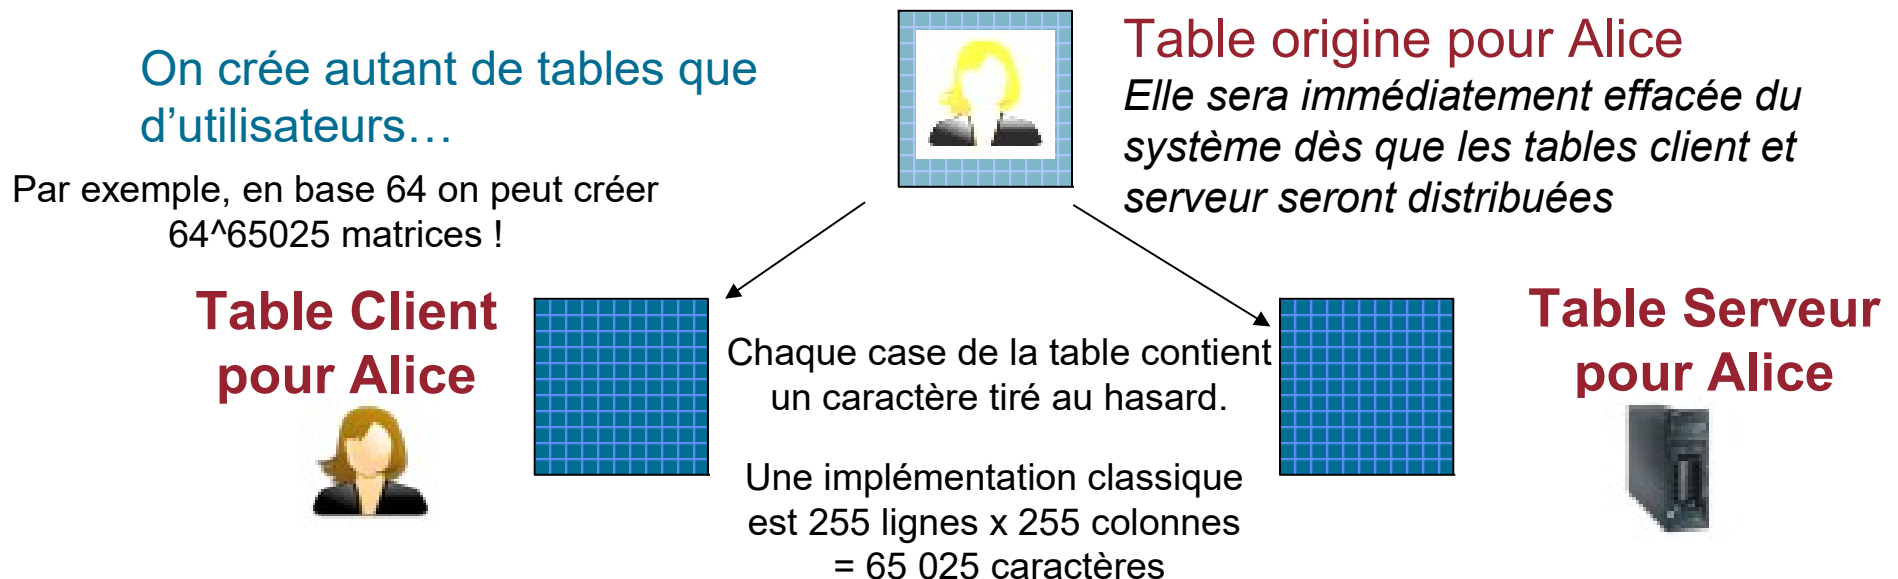 On crée autant de tables que
d’utilisateurs…
Par exemple, en base 64 on peut créer
64^65025 matrices !
Table origine pour Alice
Elle sera immédiatement effacée du
système dès que les tables client et
serveur seront distribuées
Table Client
pour Alice
Chaque case de la table contient
un caractère tiré au hasard.
Une implémentation classique
est 255 lignes x 255 colonnes
= 65 025 caractères
Table Serveur
pour Alice